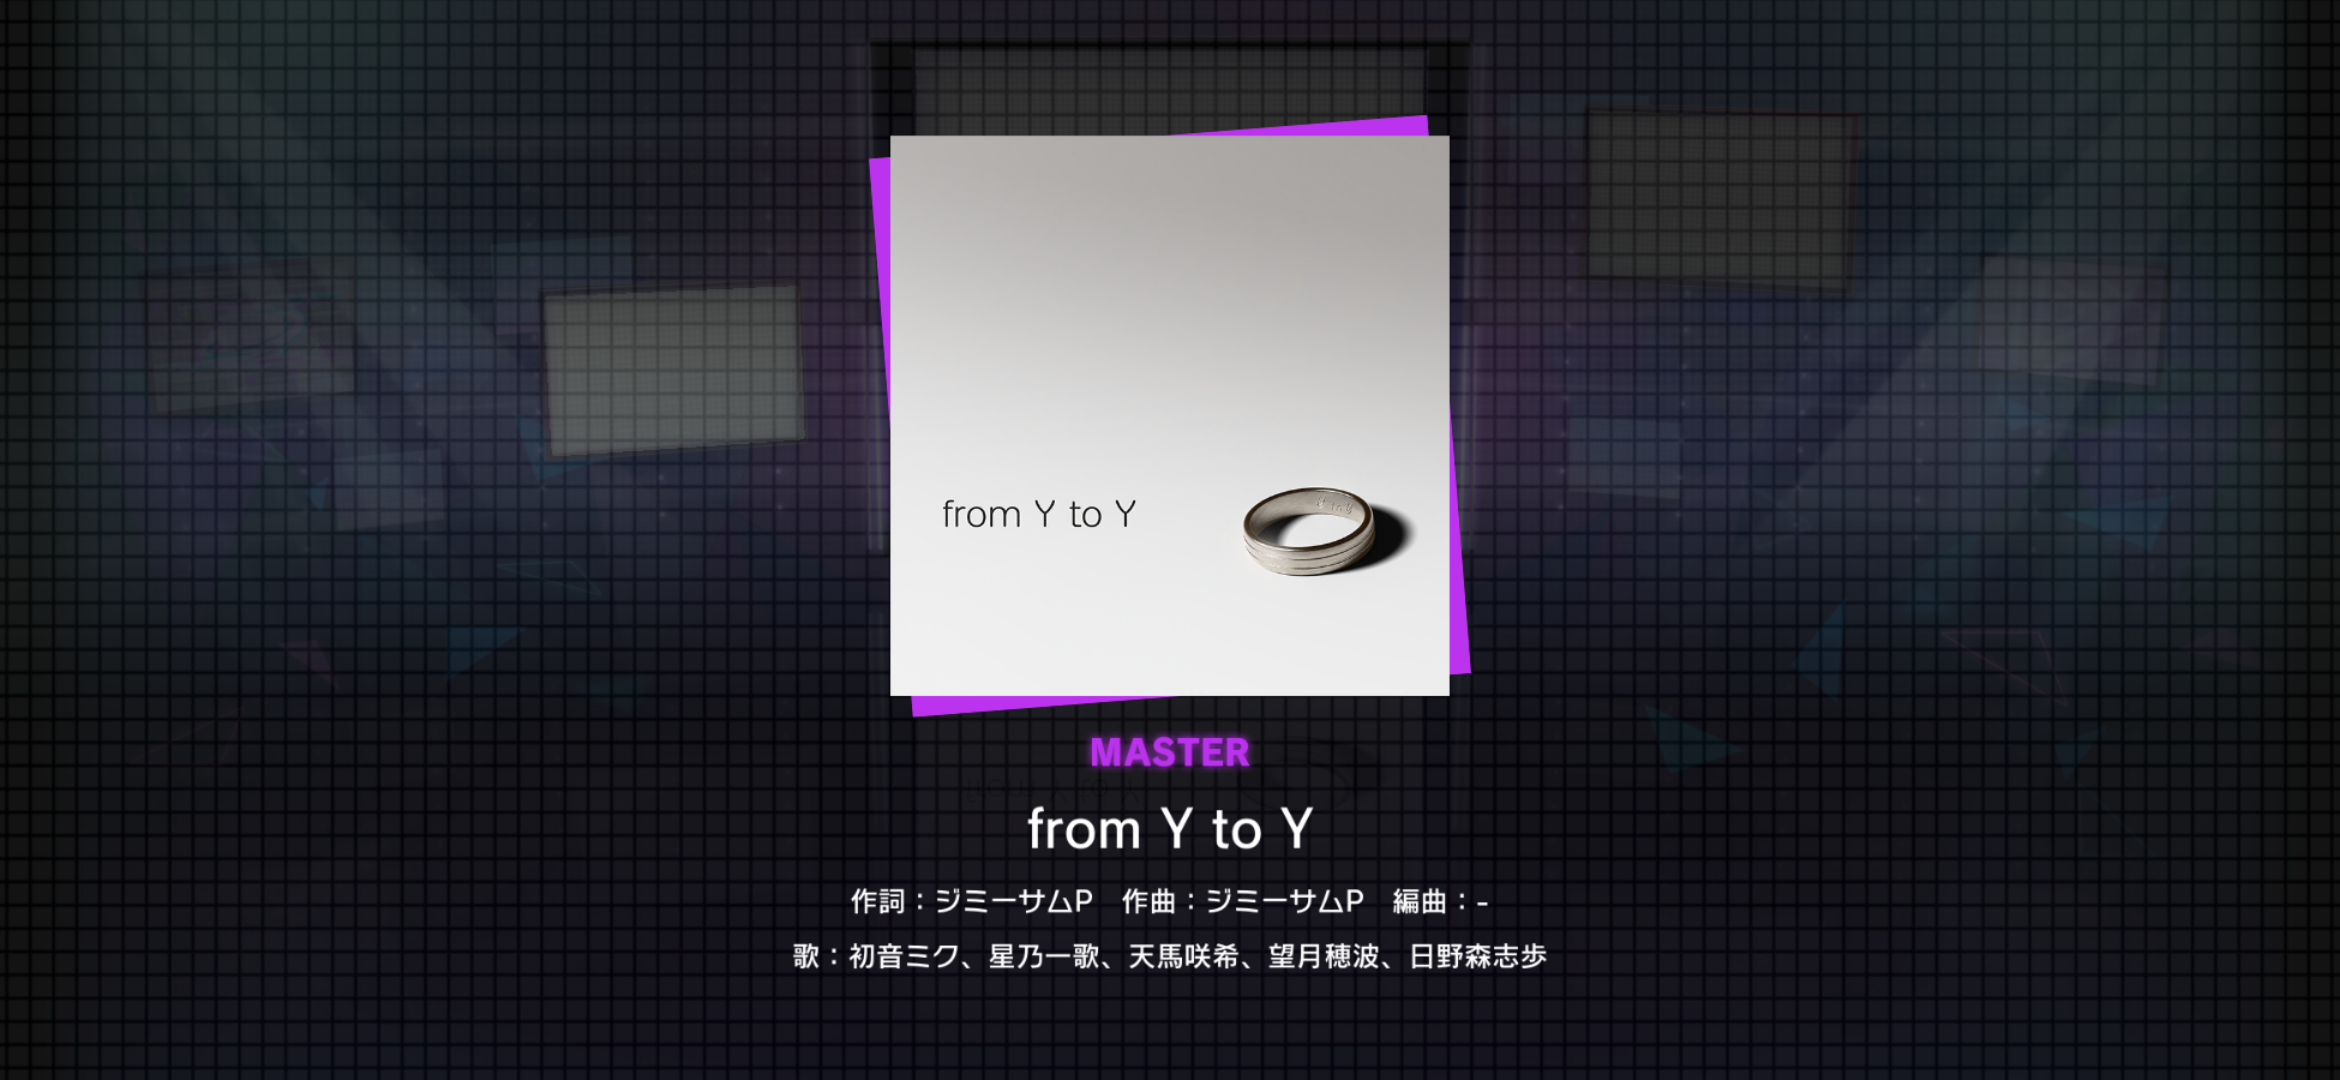 from Y to Y
MASTER
from Y to Y
作詞：ジミーサムP　作曲：ジミーサムP　編曲：-
歌：初音ミク、星乃一歌、天馬咲希、望月穂波、日野森志歩